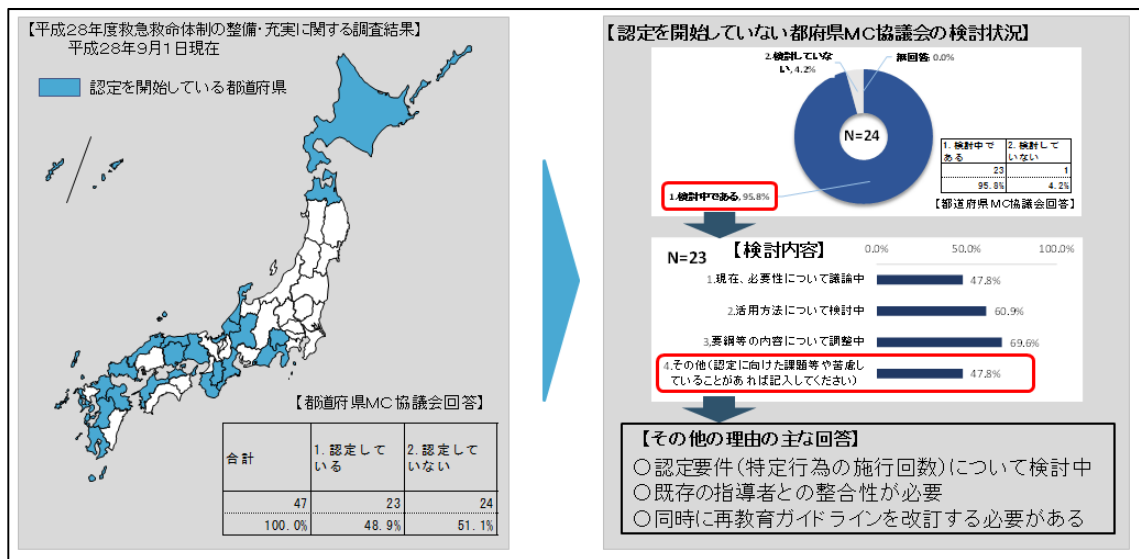 【平成28年度救急救命体制の整備・充実に関する調査結果】
平成28年9月1日現在
認定を開始している都道府県
【都道府県MC協議会回答】
合計 1.認定して いる 2.認定して いない
47 23 24
100.0% 48.9% 51.1%
【認定を開始していない都府県MC協議会の検討状況】
2.検討していな
い, 4.2%
無回答, 0.0%
N=24
1.検討中である, 95.8%
1.検討中で ある 2.検討して いない
23 1
95.8% 4.2%
【都道府県MC協議会回答】
N=23 【検討内容】
0.0% 50.0% 100.0%
1.現在、必要性について議論中 47.8%
2.活用方法について検討中 60.9%
3.要綱等の内容について調整中 69.6%
4.その他(認定に向けた課題等や苦慮し
ていることがあれば記入してください) 47.8%
【その他の理由の主な回答】
○認定要件(特定行為の施行回数)について検討中
○既存の指導者との整合性が必要
○同時に再教育ガイドラインを改訂する必要がある